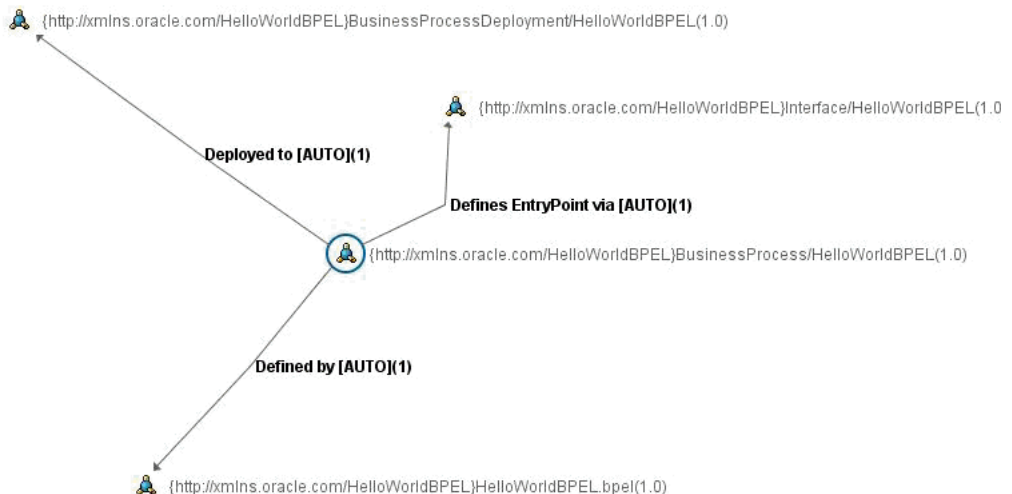 {http://xmlns.oracle.com/HelloWorldBPEL}BusinessProcessDeployment/HelloWorldBPEL(1.0)
{http://xmlns.oracle.com/HelloWorldBPEL}Interface/HelloWorldBPEL(1.0
Deployed to [AUTO](1)
Defines EntryPoint via [AUTO](1)
{http://xmlns.oracle.com/HelloWorldBPEL}BusinessProcess/HelloWorldBPEL(1.0)
Defined by [AUTO](1)
{http://xmlns.oracle.com/HelloWorldBPEL}HelloWorldBPEL.bpel(1.0)